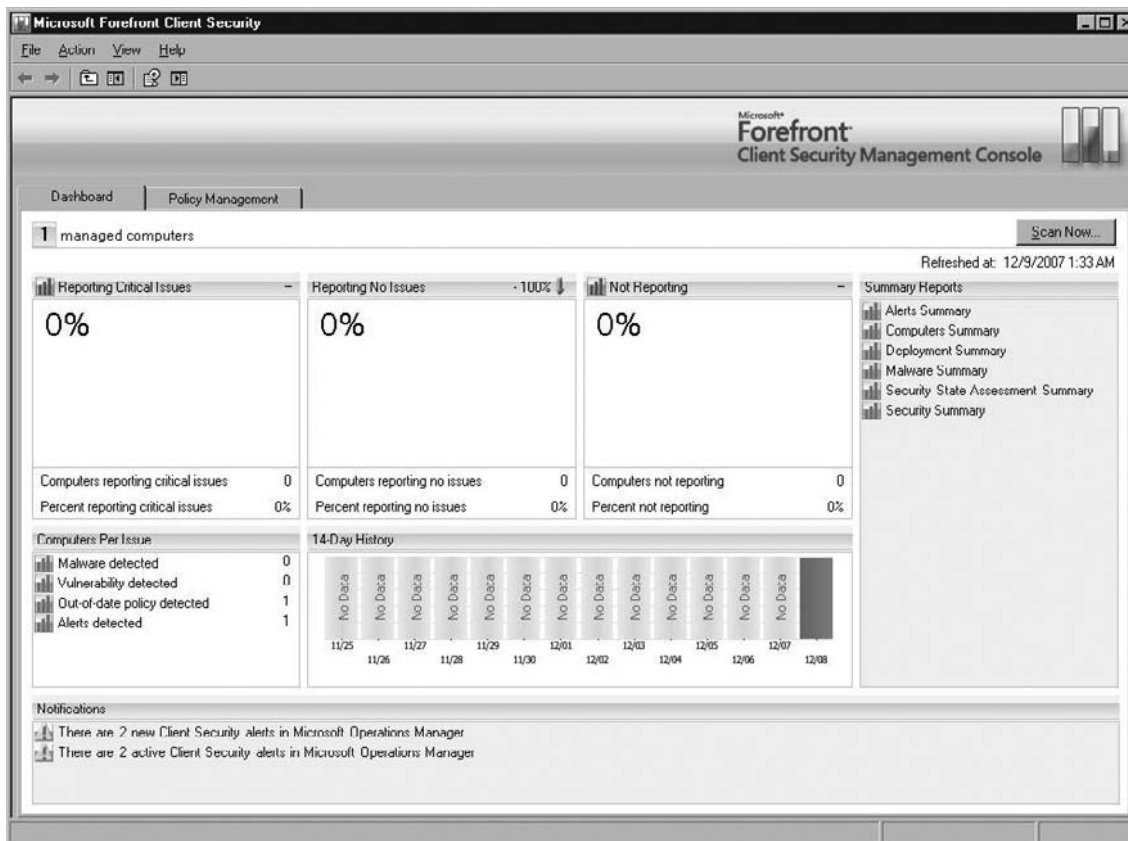 Microsoft Forefront Client Security
File Action View Help
Microsoft®
Forefront™
Client Security Management Console
Dashboard Policy Management
1 managed computers Scan Now...
Refreshed at: 12/9/2007 1:33 AM
Reporting Critical Issues –
0%
Computers reporting critical issues 0
Percent reporting critical issues 0%
Reporting No Issues - 100%
0%
Computers reporting no issues 0
Percent reporting no issues 0%
Not Reporting –
0%
Computers not reporting 0
Percent not reporting 0%
Summary Reports
Alerts Summary
Computers Summary
Deployment Summary
Malware Summary
Security State Assessment Summary
Security Summary
Computers Per Issue
Malware detected 0
Vulnerability detected 0
Out-of-date policy detected 1
Alerts detected 1
14-Day History
No Data No Data No Data No Data No Data No Data No Data No Data No Data No Data No Data No Data No Data
11/25 11/26 11/27 11/28 11/29 11/30 12/01 12/02 12/03 12/04 12/05 12/06 12/07 12/08
Notifications
There are 2 new Client Security alerts in Microsoft Operations Manager
There are 2 active Client Security alerts in Microsoft Operations Manager